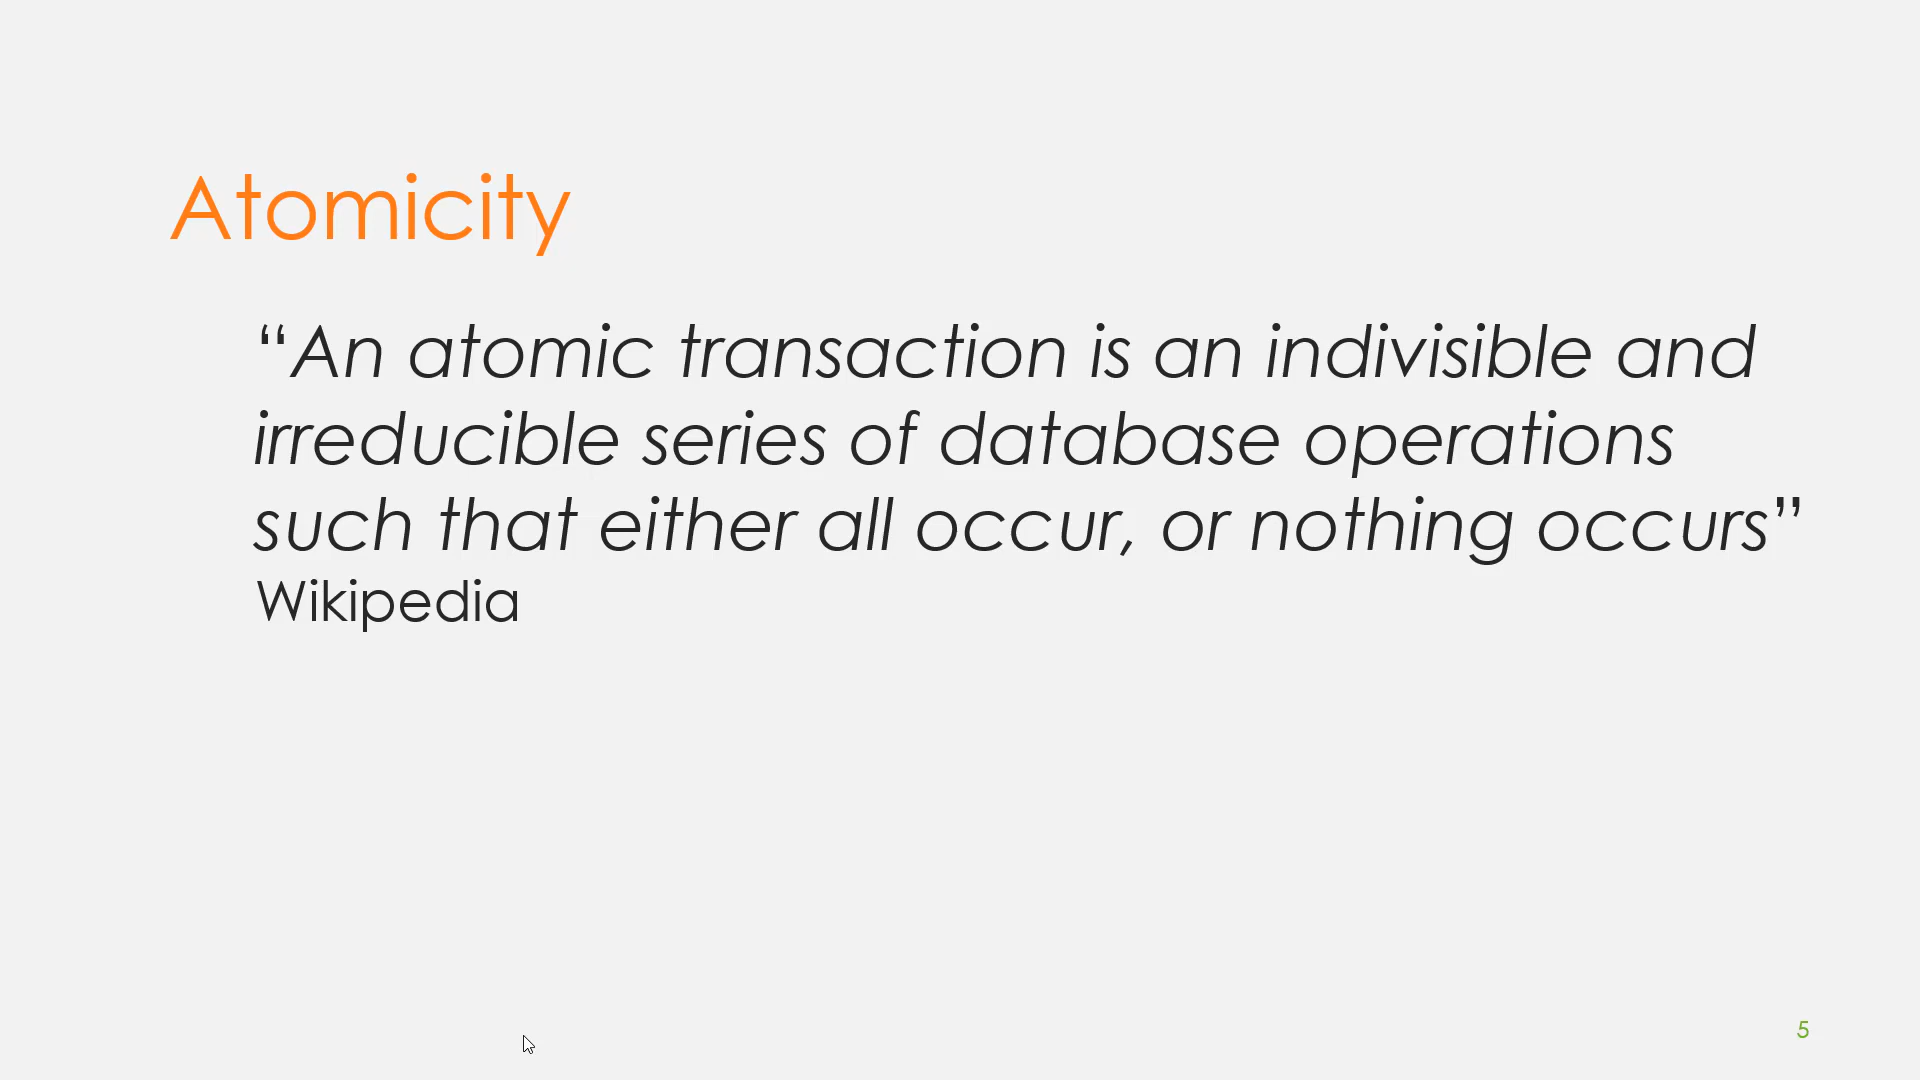 Atomicity
“An atomic transaction is an indivisible and
irreducible series of database operations
such that either all occur, or nothing occurs”
Wikipedia
5